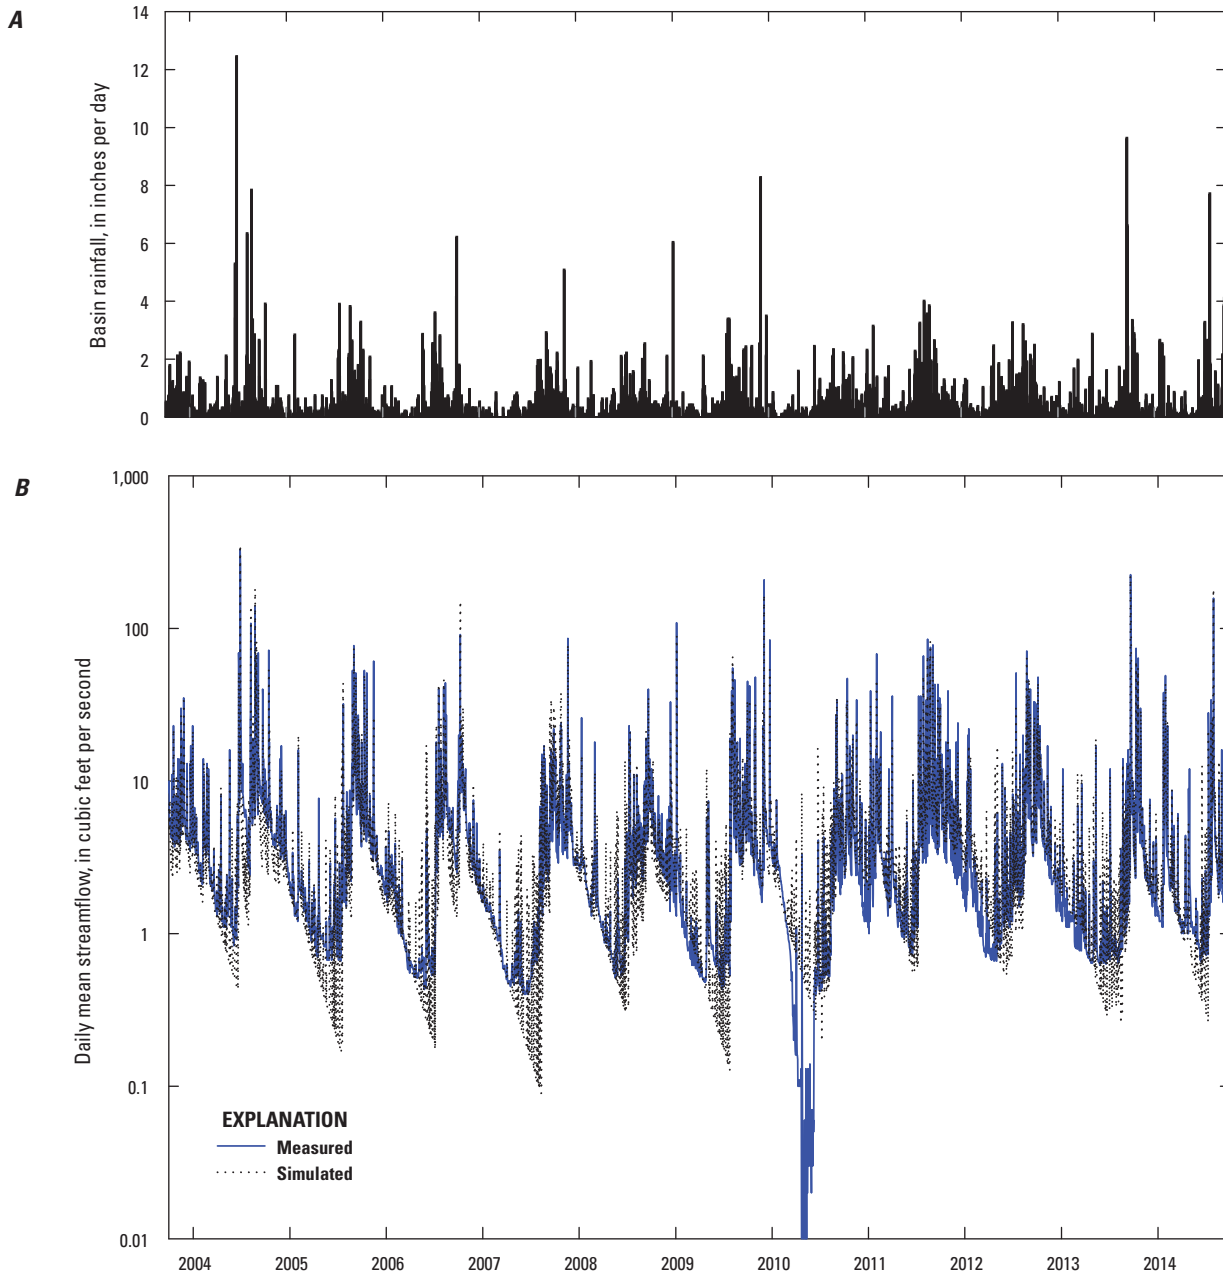 A
Basin rainfall, in inches per day
14
12
10
8
6
4
2
0
B
Daily mean streamflow, in cubic feet per second
1,000
100
10
1
0.1
0.01
EXPLANATION
Measured
Simulated
2004 2005 2006 2007 2008 2009 2010 2011 2012 2013 2014